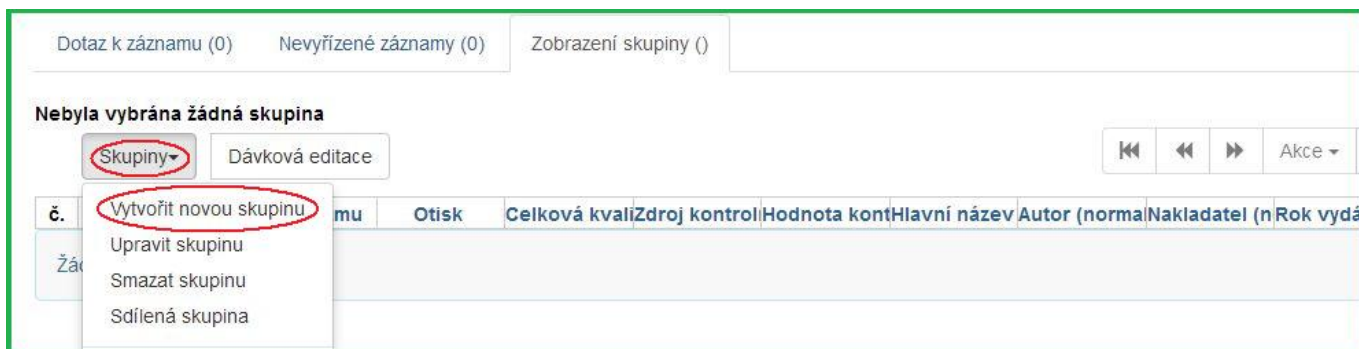 Dotaz k záznamu (0) Nevyřízené záznamy (0) Zobrazení skupiny ()
Nebyla vybrána žádná skupina
Skupiny Dávková editace Akce
Vytvořit novou skupinu
Upravit skupinu
Smazat skupinu
Sdílená skupina
č. mu Otisk Celková kvali Zdroj kontrol Hodnota kont Hlavní název Autor (norma Nakladatel (n Rok vydá
Žá